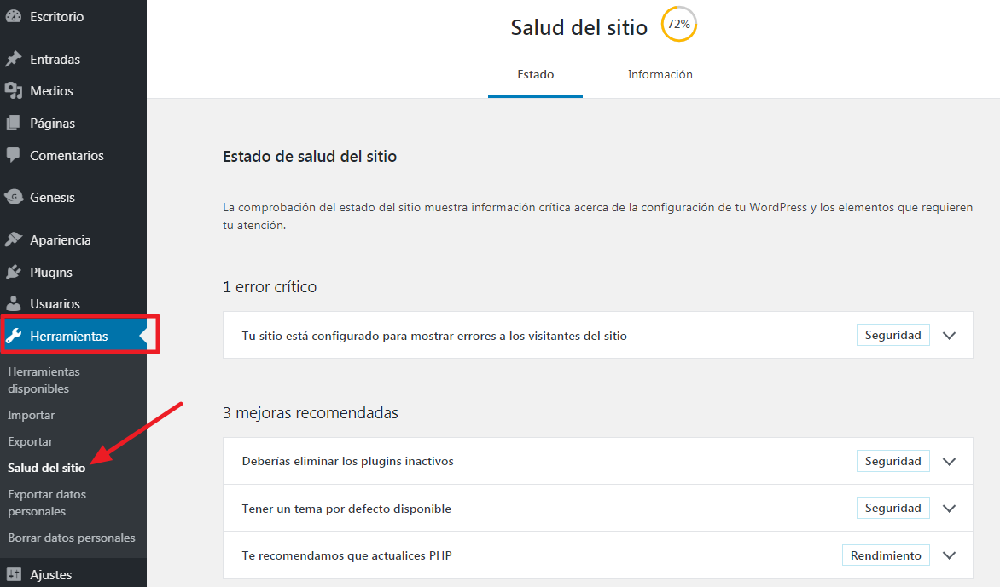 Escritorio
Entradas
Medios
Páginas
Comentarios
G
Genesis
Apariencia
Plugins
Usuarios
Herramientas
Herramientas
disponibles
Importar
Exportar
Salud del sitio
Exportar datos
personales
Borrar datos personales
Ajustes
Salud del sitio
72%
Estado
Información
Estado de salud del sitio
La comprobación del estado del sitio muestra información crítica acerca de la configuración de tu WordPress y los elementos que requieren
tu atención.
1 error crítico
Tu sitio está configurado para mostrar errores a los visitantes del sitio
Seguridad
3 mejoras recomendadas
Deberías eliminar los plugins inactivos
Seguridad
Tener un tema por defecto disponible
Seguridad
Te recomendamos que actualices PHP
Rendimiento